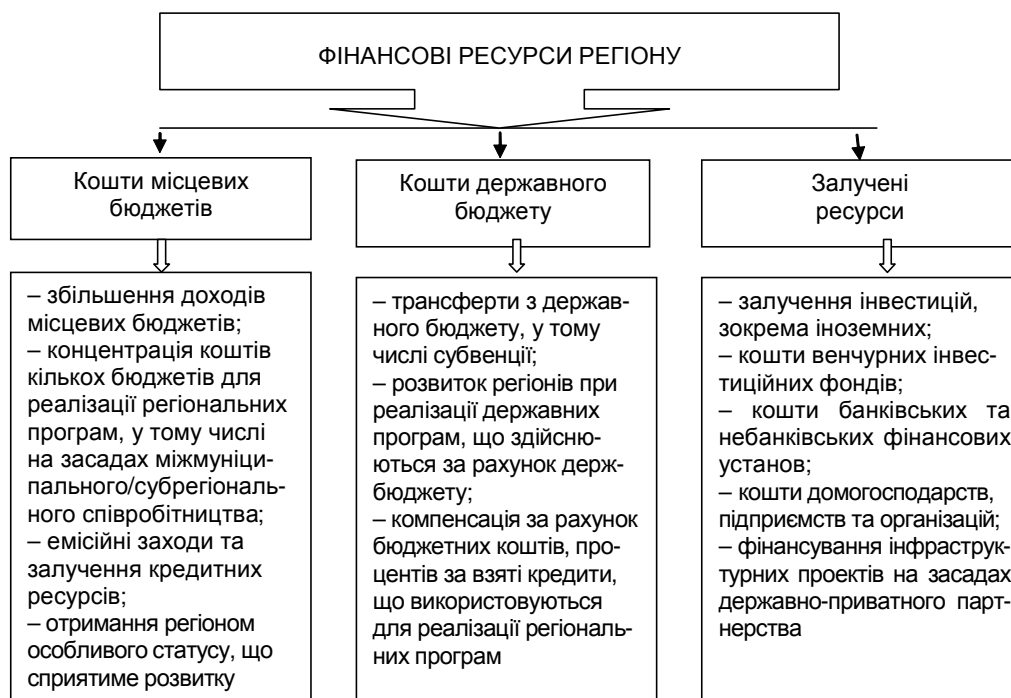 ФІНАНСОВІ РЕСУРСИ РЕГІОНУ
Кошти місцевих
бюджетів
– збільшення доходів
місцевих бюджетів;
– концентрація коштів
кількох бюджетів для
реалізації регіональних
програм, у тому числі
на засадах міжмуніци-
пального/субрегіональ-
ного співробітництва;
– емісійні заходи та
залучення кредитних
ресурсів;
– отримання регіоном
особливого статусу, що
сприятиме розвитку
Кошти державного
бюджету
– трансферти з держав-
ного бюджету, у тому
числі субвенції;
– розвиток регіонів при
реалізації державних
програм, що здійсню-
ються за рахунок держ-
бюджету;
– компенсація за рахунок
бюджетних коштів, про-
центів за взяті кредити,
що використовуються
для реалізації регіональ-
них програм
Залучені
ресурси
– залучення інвестицій,
зокрема іноземних;
– кошти венчурних інвес-
тиційних фондів;
– кошти банківських та
небанківських фінансових
установ;
– кошти домогосподарств,
підприємств та організацій;
– фінансування інфраструк-
турних проектів на засадах
державно-приватного парт-
нерства